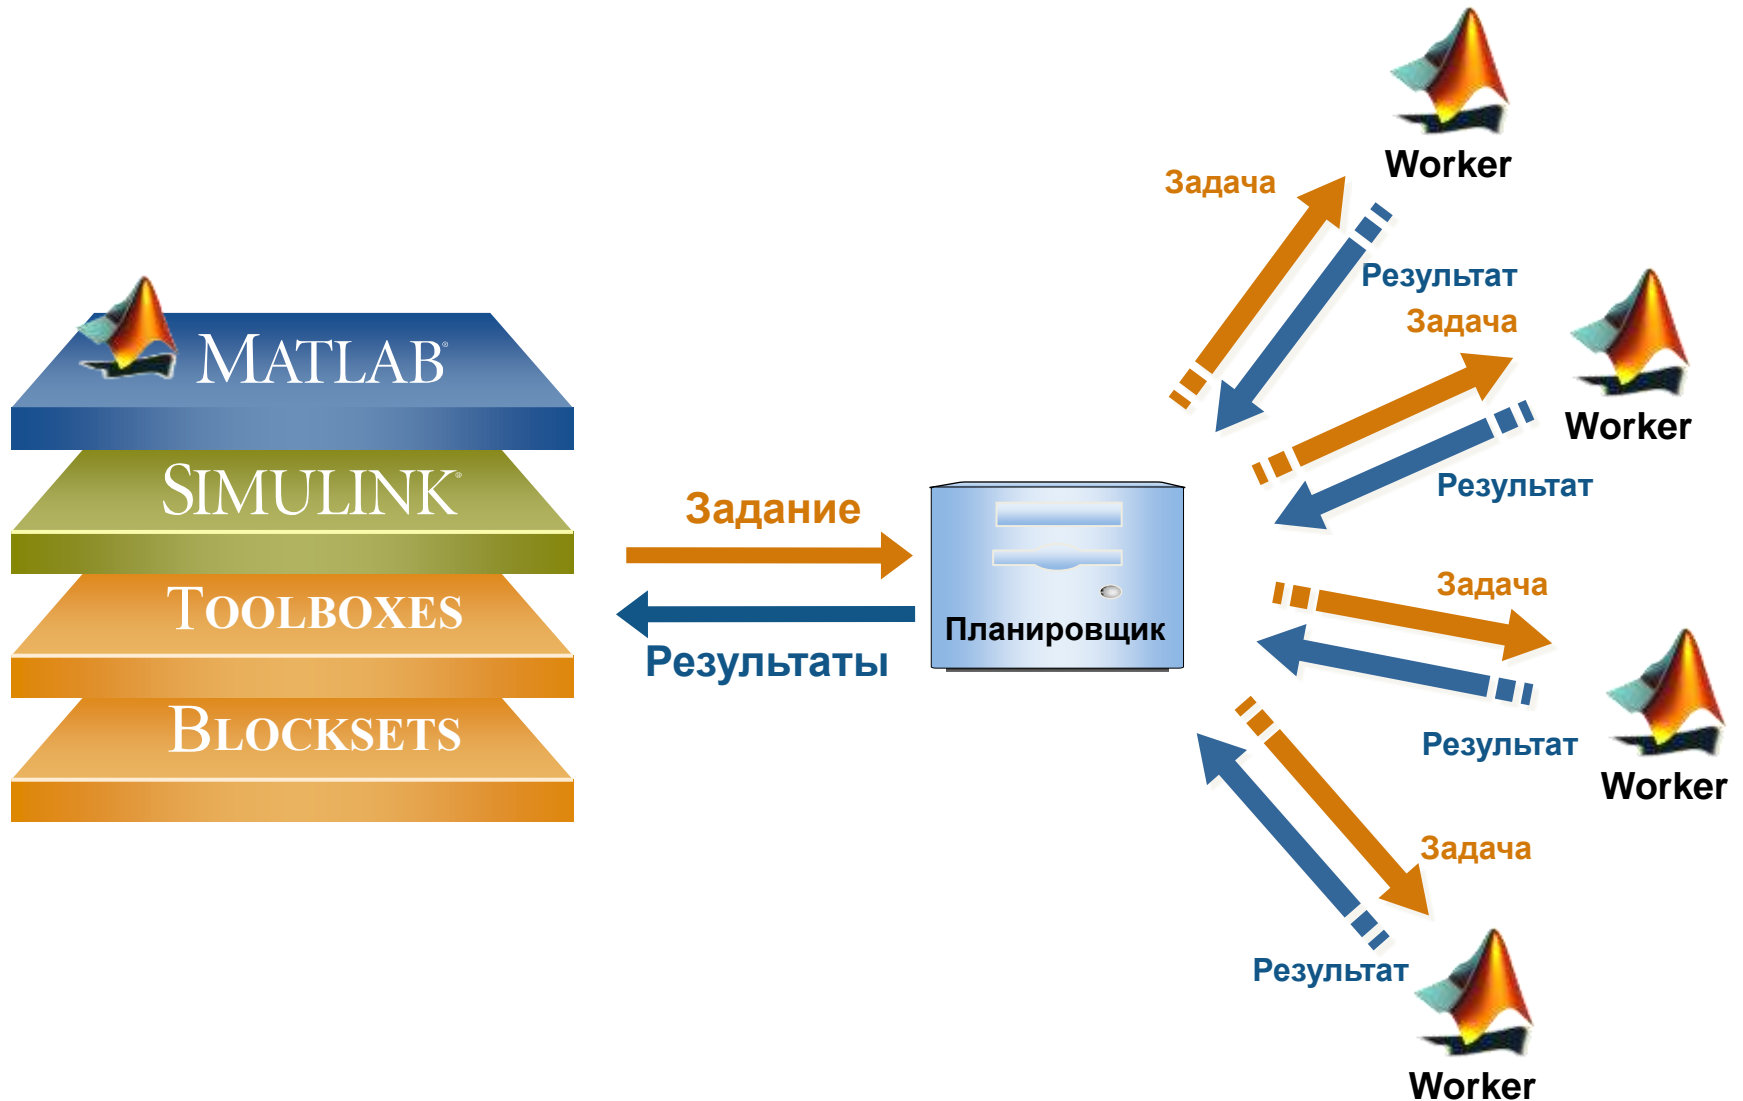 MATLAB®
SIMULINK®
TOOLBOXES
BLOCKSETS
Задание
Результаты
Планировщик
Задача
Worker
Результат
Задача
Worker
Результат
Задача
Результат
Worker
Задача
Результат
Worker